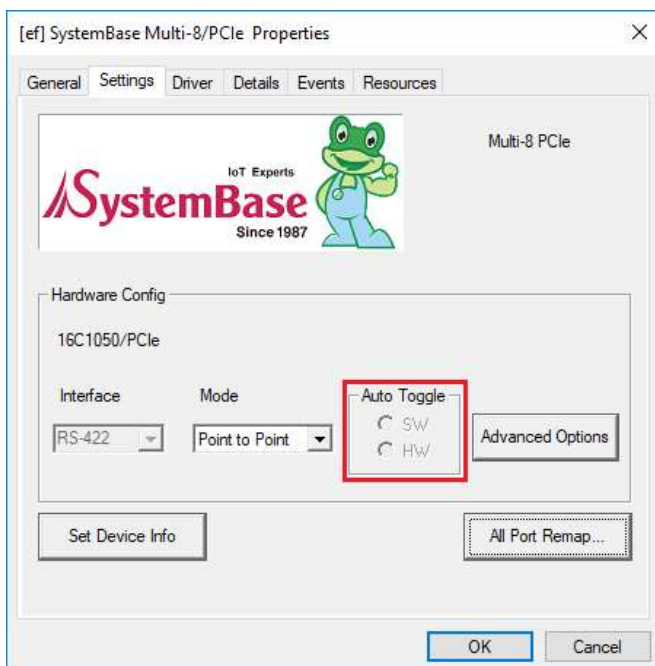 [ef] SystemBase Multi-8/PCIe Properties
General Settings Driver Details Events Resources
IoT Experts
SystemBase
Since 1987
Multi-8 PCIe
Hardware Config
16C1050/PCIe
Interface Mode Auto Toggle
SW
RS-422 Point to Point Advanced Options
HW
Set Device Info All Port Remap...
OK Cancel